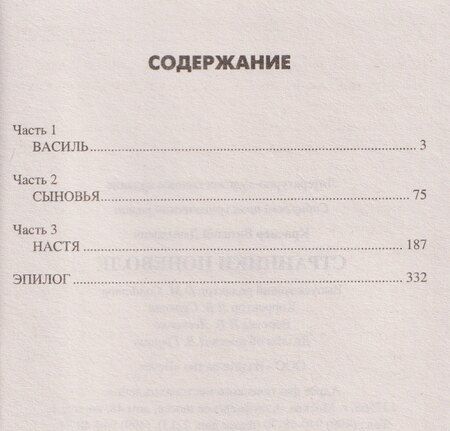 СОДЕРЖАНИЕ
Часть 1
ВАСИЛЬ................................................................................ 3
Часть 2
СЫНОВЬЯ........................................................................... 75
Часть 3
НАСТЯ................................................................................ 187
ЭПИЛОГ.............................................................................. 332